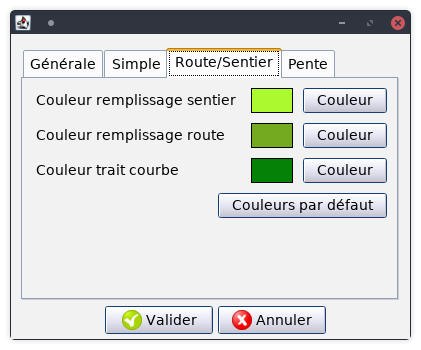 Générale Simple Route/Sentier Pente
Couleur remplissage sentier Couleur
Couleur remplissage route Couleur
Couleur trait courbe Couleur
Couleurs par défaut
Valider Annuler